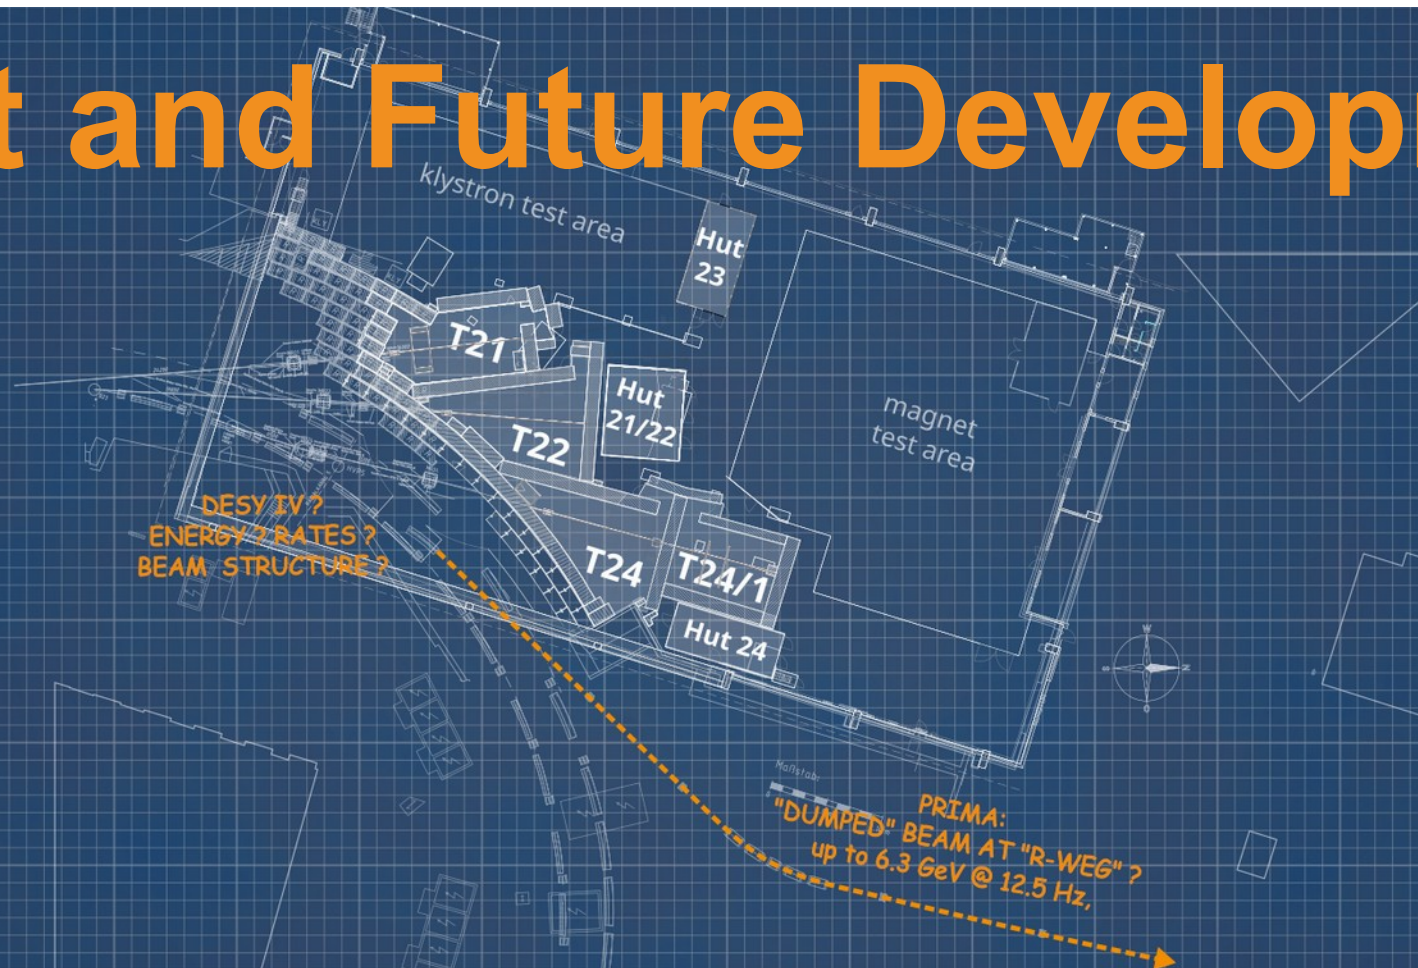 t and Future Develop
klystron test area
Hut
23
T21
Hut
21/22
T22
magnet
test area
DESY IV ?
ENERGY ? RATES ?
BEAM STRUCTURE ?
T24
T24/1
Hut 24
W
N
O
Maßstab:
PRIMA:
"DUMPED" BEAM AT "R-WEG" ?
up to 6.3 GeV @ 12.5 Hz,